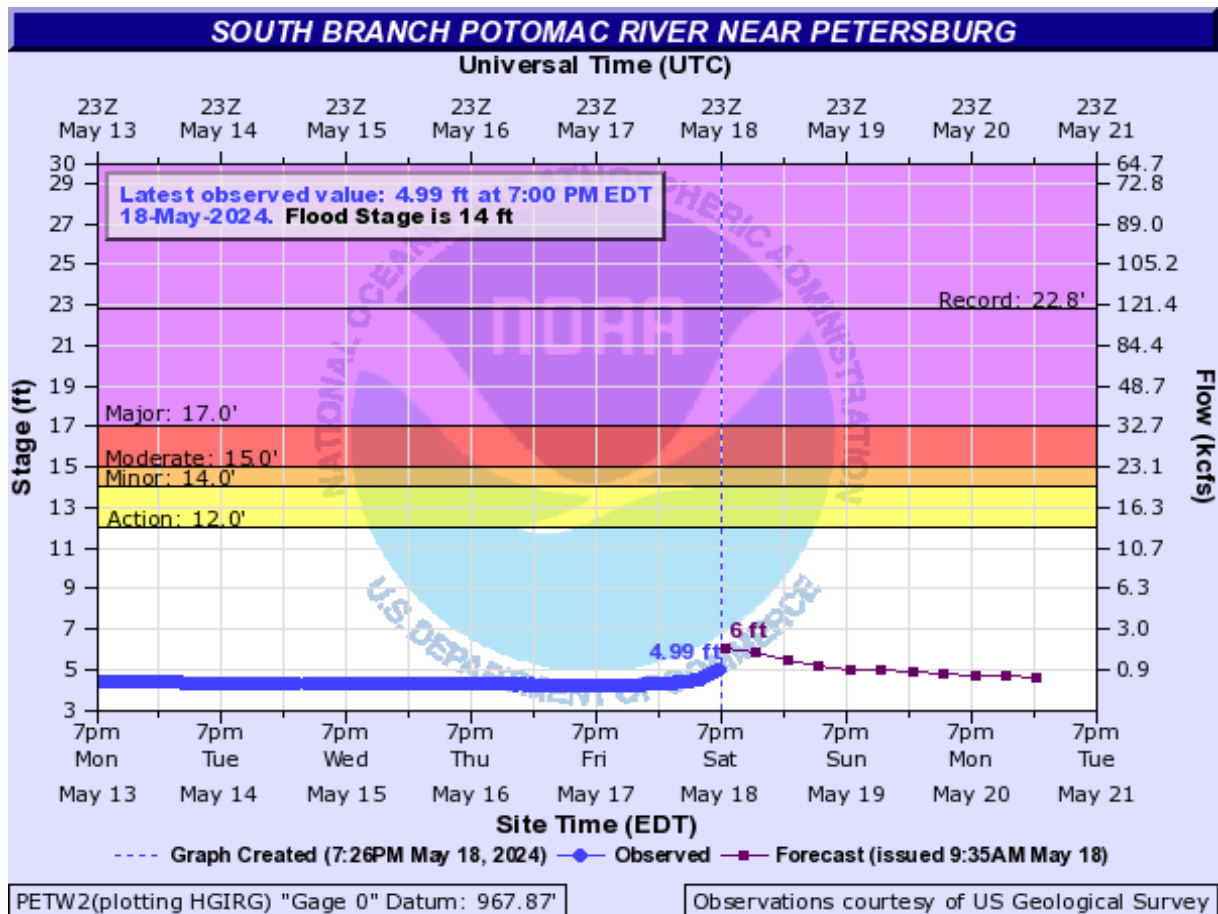 SOUTH BRANCH POTOMAC RIVER NEAR PETERSBURG
Universal Time (UTC)
23Z 23Z 23Z 23Z 23Z 23Z 23Z 23Z 23Z
May 13 May 14 May 15 May 16 May 17 May 18 May 19 May 20 May 21
Latest observed value: 4.99 ft at 7:00 PM EDT
18-May-2024. Flood Stage is 14 ft
NATIONAL OCEANIC AND ATMOSPHERIC ADMINISTRATION
NOAA
U.S. DEPARTMENT OF COMMERCE
Stage (ft)
30
29
27
25
23
21
19
17
15
13
11
9
7
5
3
Record: 22.8'
Major: 17.0'
Moderate: 15.0'
Minor: 14.0'
Action: 12.0'
4.99 ft
6 ft
64.7
72.8
89.0
105.2
121.4
84.4
48.7
32.7
23.1
16.3
10.7
6.3
3.0
0.9
Flow (kcfs)
7pm 7pm 7pm 7pm 7pm 7pm 7pm 7pm 7pm
Mon Tue Wed Thu Fri Sat Sun Mon Tue
May 13 May 14 May 15 May 16 May 17 May 18 May 19 May 20 May 21
Site Time (EDT)
Graph Created (7:26PM May 18, 2024) Observed Forecast (issued 9:35AM May 18)
PETW2(plotting HGIRG) "Gage 0" Datum: 967.87'
Observations courtesy of US Geological Survey